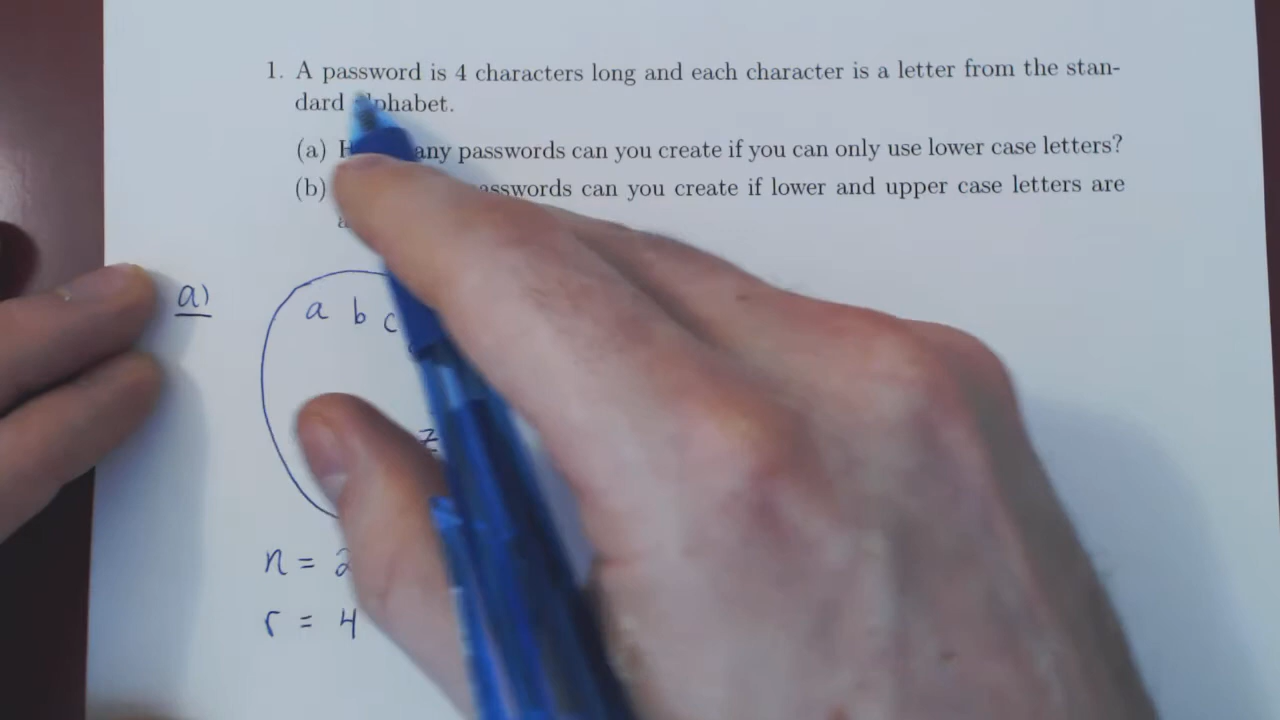 1. A password is 4 characters long and each character is a letter from the stan-
dard alphabet.
(a) any passwords can you create if you can only use lower case letters?
(b) passwords can you create if lower and upper case letters are
a)
a b c
z
n =
r = 4